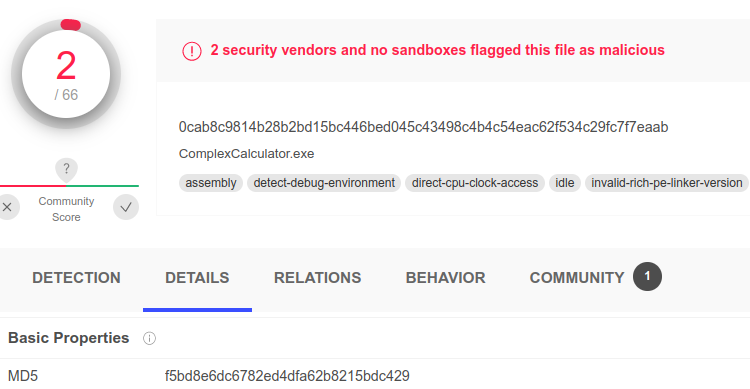 2
/ 66
2 security vendors and no sandboxes flagged this file as malicious
0cab8c9814b28b2bd15bc446bed045c43498c4b4c54eac62f534c29fc7f7eaab
ComplexCalculator.exe
assembly detect-debug-environment direct-cpu-clock-access idle invalid-rich-pe-linker-version
?
Community
Score
DETECTION DETAILS RELATIONS BEHAVIOR COMMUNITY 1
Basic Properties
MD5 f5bd8e6dc6782ed4dfa62b8215bdc429